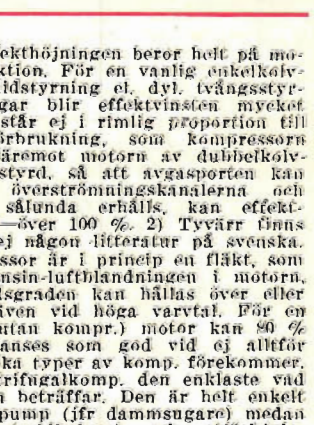 ekthöjningen beror helt på mo-
ktion. För en vanlig enkelkolv-
idstyrning el. dyl. tvångsstyr-
gar blir effektvinsten mycket
står ej i rimlig proportion till
örbrukning, som kompressorn
äremot motorn av dubbelkolv-
styrd, så att avgasporten kan
överströmningskanalerna och
sålunda erhålls, kan effekt-
—över 100 %. 2) Tyvärr finns
ej någon litteratur på svenska.
ssor är i princip en fläkt, som
nsin-luftblandningen i motorn,
lsgraden kan hållas över eller
även vid höga varvtal. För en
utan kompr.) motor kan 80 %
anses som god vid ej alltför
ka typer av komp. förekommer.
trifugalkomp. den enklaste vad
n beträffar. Den är helt enkelt
pump (jfr dammsugare) medan